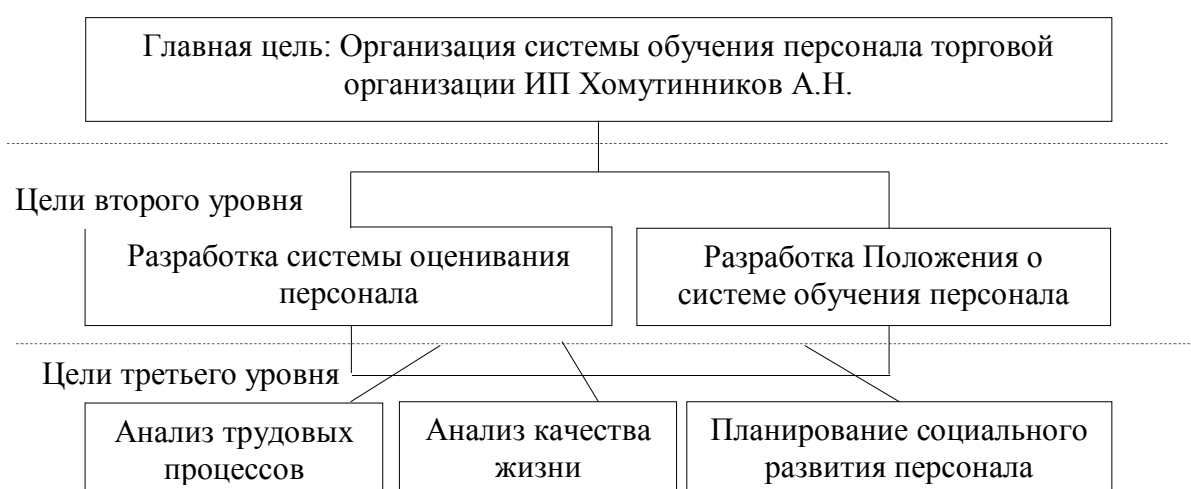 Главная цель: Организация системы обучения персонала торговой
организации ИП Хомутинников А.Н.
Цели второго уровня
Разработка системы оценивания
персонала
Разработка Положения о
системе обучения персонала
Цели третьего уровня
Анализ трудовых
процессов
Анализ качества
жизни
Планирование социального
развития персонала